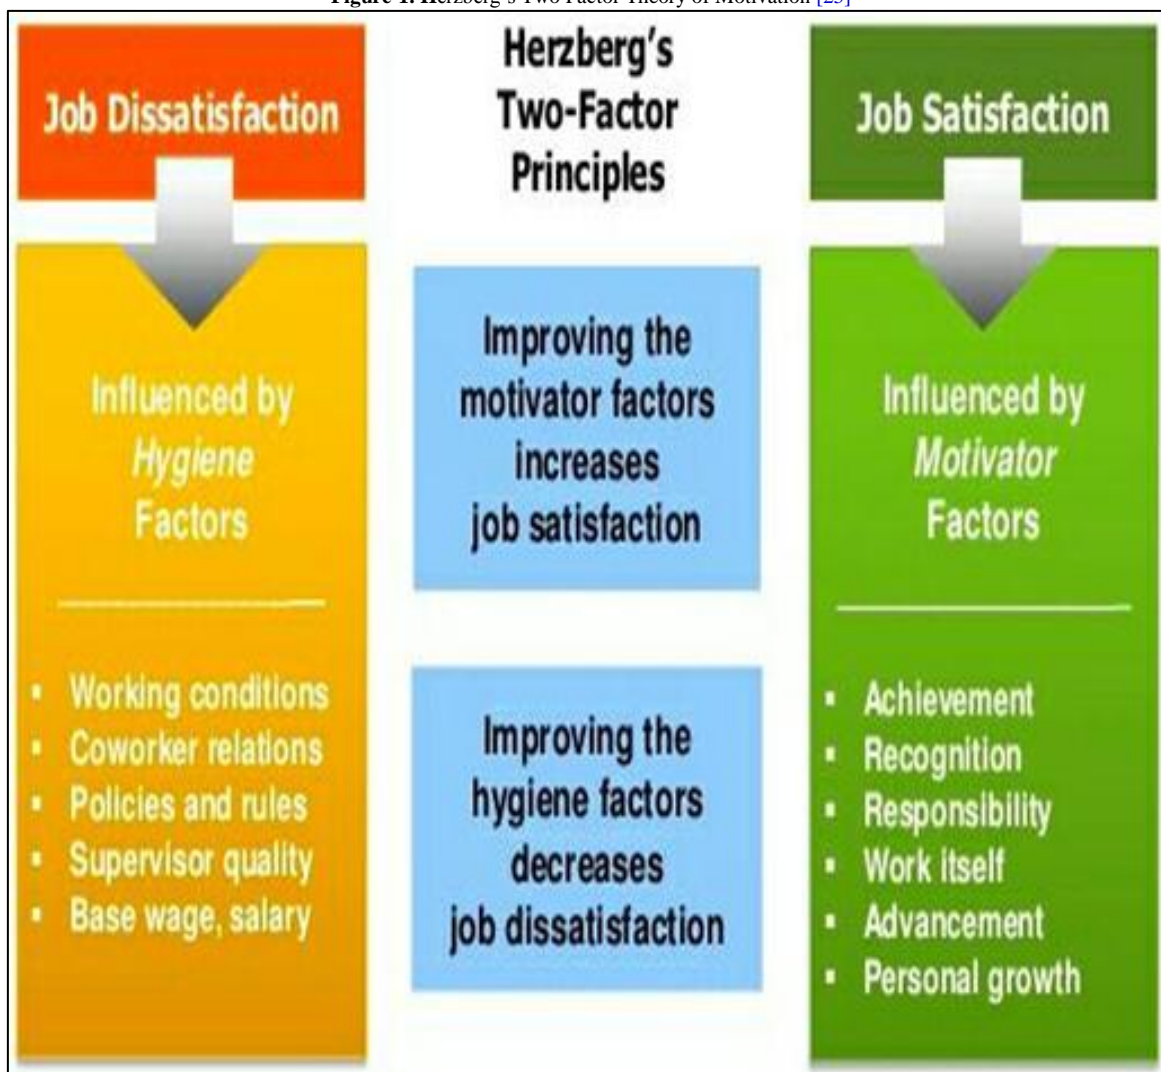 Figure 1. Herzberg's Two Factor Theory of Motivation [25]
Job Dissatisfaction
Influenced by
Hygiene
Factors
▪ Working conditions
▪ Coworker relations
▪ Policies and rules
▪ Supervisor quality
▪ Base wage, salary
Herzberg's
Two-Factor
Principles
Improving the
motivator factors
increases
job satisfaction
Improving the
hygiene factors
decreases
job dissatisfaction
Job Satisfaction
Influenced by
Motivator
Factors
▪ Achievement
▪ Recognition
▪ Responsibility
▪ Work itself
▪ Advancement
▪ Personal growth